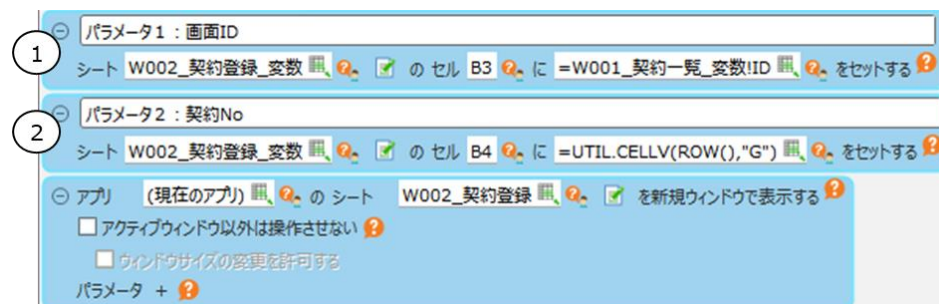 1
パラメータ1：画面ID
シート W002_契約登録_変数 の セル B3 に =W001_契約一覧_変数!ID をセットする
2
パラメータ2：契約No
シート W002_契約登録_変数 の セル B4 に =UTIL.CELLV(ROW(),"G") をセットする
アプリ (現在のアプリ) の シート W002_契約登録 を新規ウィンドウで表示する
アクティブウィンドウ以外は操作させない
ウィンドウサイズの変更を許可する
パラメータ +